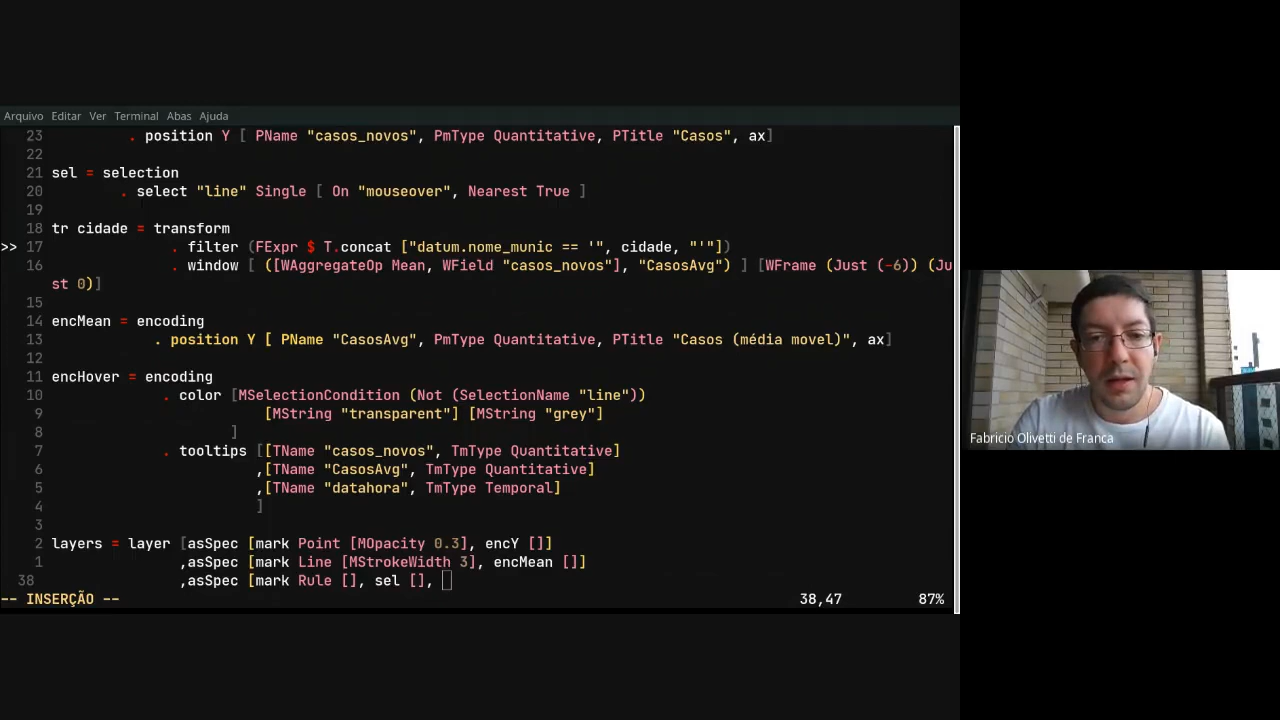 Arquivo Editar Ver Terminal Abas Ajuda
23 . position Y [ PName "casos_novos", PmType Quantitative, PTitle "Casos", ax]
22
21 sel = selection
20 . select "line" Single [ On "mouseover", Nearest True ]
19
18 tr cidade = transform
>> 17 . filter (FExpr $ T.concat ["datum.nome_munic == '", cidade, "'"])
16 . window [ ([WAggregateOp Mean, WField "casos_novos"], "CasosAvg") ] [WFrame (Just (-6)) (Ju
st 0)]
15
14 encMean = encoding
13 . position Y [ PName "CasosAvg", PmType Quantitative, PTitle "Casos (média movel)", ax]
12
11 encHover = encoding
10 . color [MSelectionCondition (Not (SelectionName "line"))
9 [MString "transparent"] [MString "grey"]
8 ]
7 . tooltips [[TName "casos_novos", TmType Quantitative]
6 ,[TName "CasosAvg", TmType Quantitative]
5 ,[TName "datahora", TmType Temporal]
4 ]
3
2 layers = layer [asSpec [mark Point [MOpacity 0.3], encY []]
1 ,asSpec [mark Line [MStrokeWidth 3], encMean []]
38 ,asSpec [mark Rule [], sel [],
-- INSERÇÃO -- 38,47 87%
Fabricio Olivetti de Franca